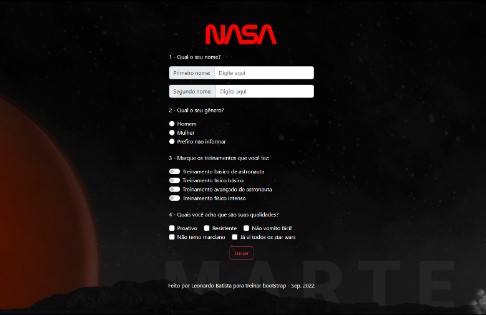 NASA
1 - Qual o seu nome?
Primeiro nome: Digite aqui
Segundo nome: Digite aqui
2 - Qual o seu gênero?
Homem
Mulher
Prefiro não informar
3 - Marque os treinamentos que você fez:
Treinamento básico de astronauta
Treinamento físico básico
Treinamento avançado de astronauta
Treinamento físico intenso
4 - Quais você acha que são suas qualidades?
Proativo Resistente Não vomito fácil
Não temo marciano Já vi todos os star wars
Enviar
MARTE
Feito por Leonardo Batista para treinar bootstrap - Sep, 2022